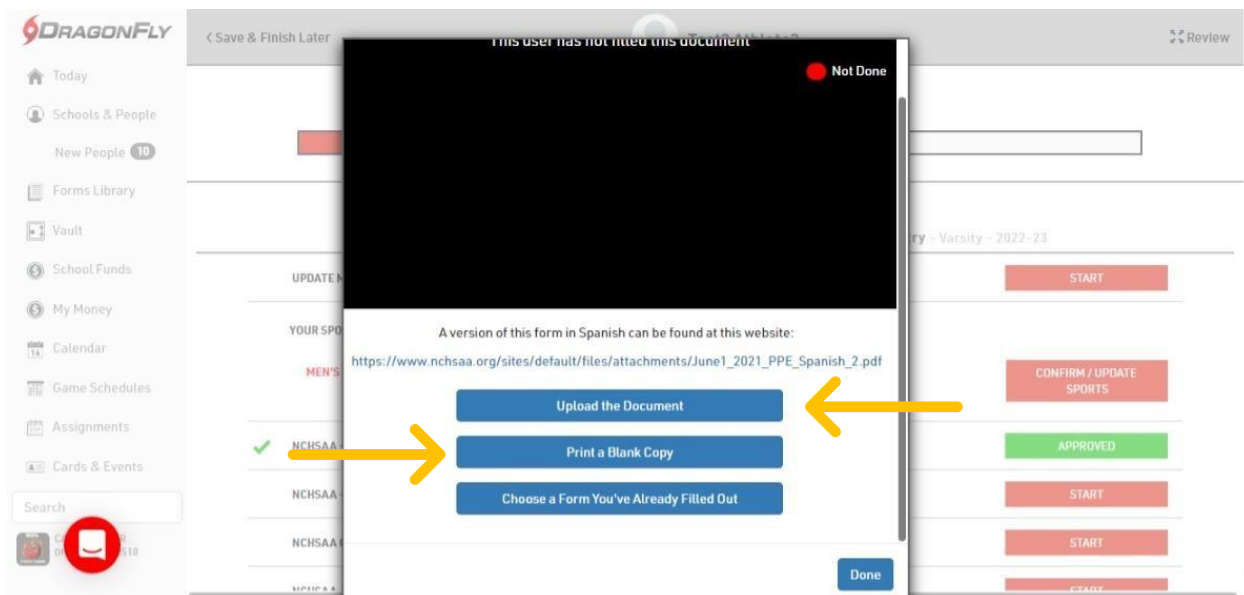 DRAGONFLY
Today
Schools & People
New People 10
Forms Library
Vault
School Funds
My Money
Calendar
Game Schedules
Assignments
Cards & Events
Search
Save & Finish Later
Review
This user has not filled this document
Not Done
ry - Varsity - 2022-23
UPDATE
START
YOUR SPO
MEN'S
CONFIRM / UPDATE
SPORTS
NCHSAA -
APPROVED
NCHSAA -
START
NCHSAA
START
A version of this form in Spanish can be found at this website:
https://www.nchsaa.org/sites/default/files/attachments/June1_2021_PPE_Spanish_2.pdf
Upload the Document
Print a Blank Copy
Choose a Form You've Already Filled Out
Done